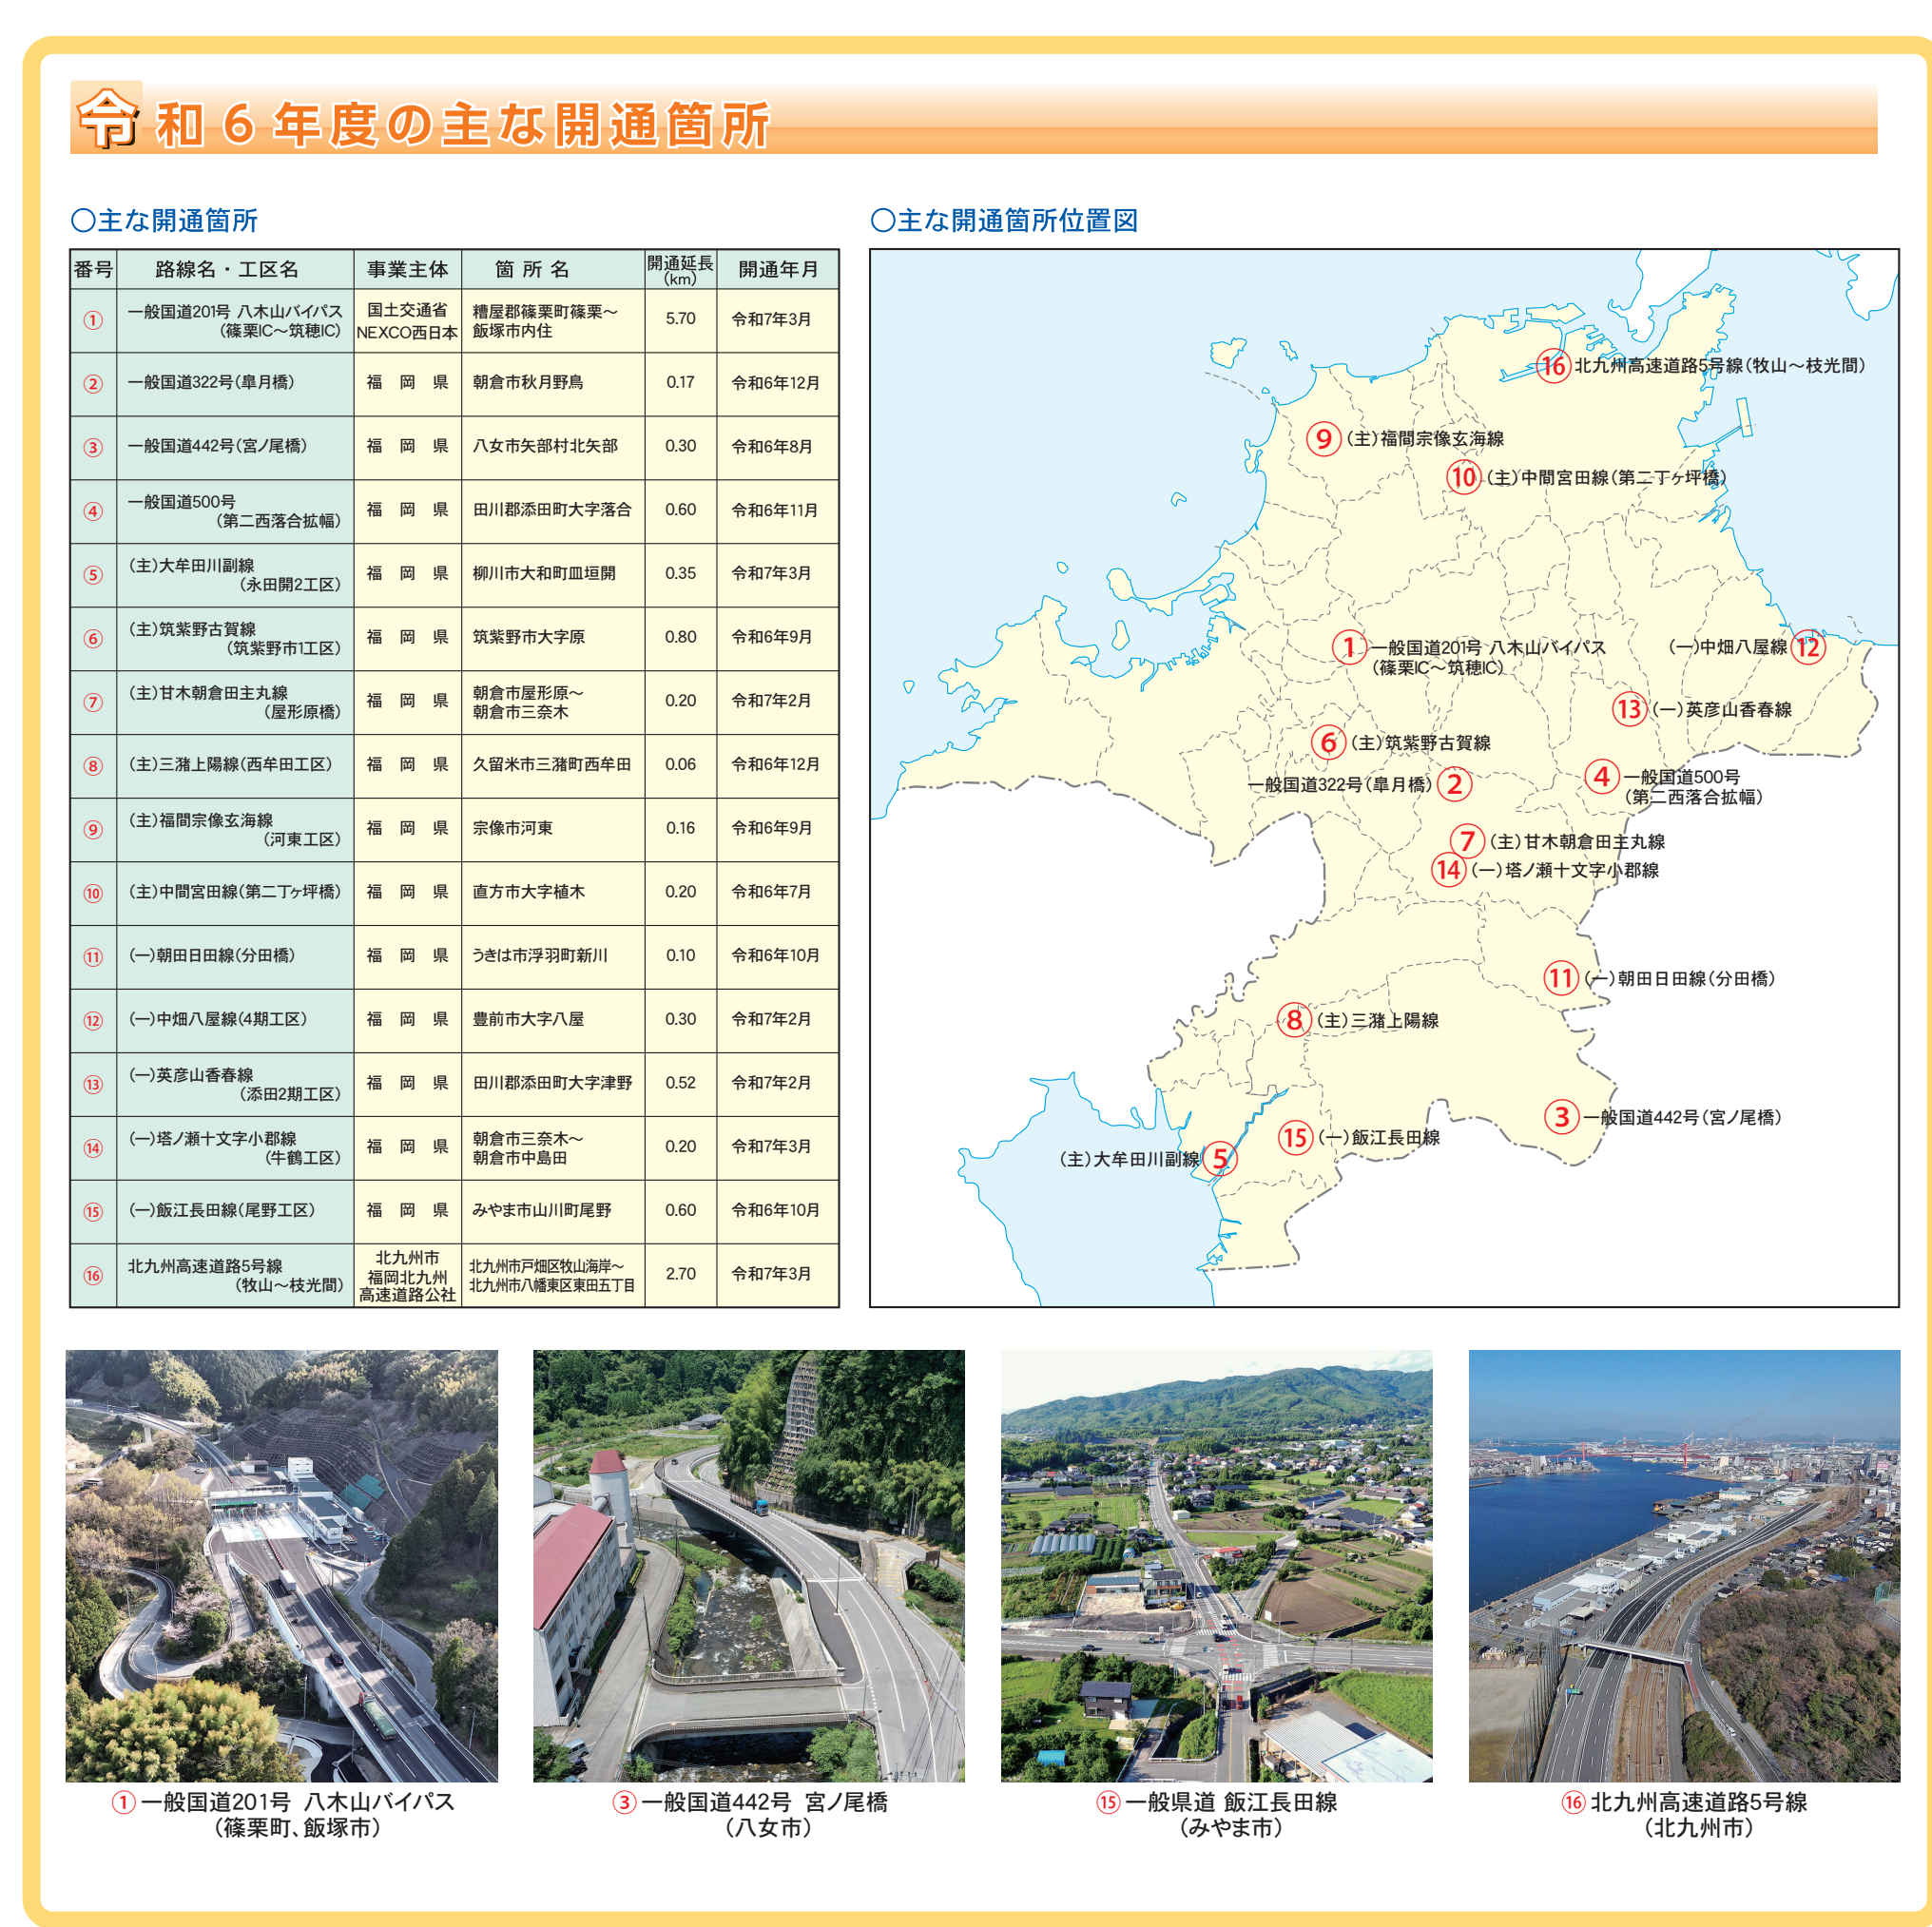 令和6年度の主な開通箇所
○主な開通箇所
番号 路線名・工区名 事業主体 箇所名 開通延長(km) 開通年月
① 一般国道201号 八木山バイパス(篠栗IC～筑穂IC) 国土交通省 NEXCO西日本 糟屋郡篠栗町篠栗～飯塚市内住 5.70 令和7年3月
② 一般国道322号(皐月橋) 福岡県 朝倉市秋月野鳥 0.17 令和6年12月
③ 一般国道442号(宮ノ尾橋) 福岡県 八女市矢部村北矢部 0.30 令和6年8月
④ 一般国道500号(第二西落合拡幅) 福岡県 田川郡添田町大字落合 0.60 令和6年11月
⑤ (主)大牟田川副線(永田開2工区) 福岡県 柳川市大和町皿垣開 0.35 令和7年3月
⑥ (主)筑紫野古賀線(筑紫野市1工区) 福岡県 筑紫野市大字原 0.80 令和6年9月
⑦ (主)甘木朝倉田主丸線(屋形原橋) 福岡県 朝倉市屋形原～朝倉市三奈木 0.20 令和7年2月
⑧ (主)三潴上陽線(西牟田工区) 福岡県 久留米市三潴町西牟田 0.06 令和6年12月
⑨ (主)福間宗像玄海線(河東工区) 福岡県 宗像市河東 0.16 令和6年9月
⑩ (主)中間宮田線(第二丁ヶ坪橋) 福岡県 直方市大字植木 0.20 令和6年7月
⑪ (一)朝田日田線(分田橋) 福岡県 うきは市浮羽町新川 0.10 令和6年10月
⑫ (一)中畑八屋線(4期工区) 福岡県 豊前市大字八屋 0.30 令和7年2月
⑬ (一)英彦山香春線(添田2期工区) 福岡県 田川郡添田町大字津野 0.52 令和7年2月
⑭ (一)塔ノ瀬十文字小郡線(牛鶴工区) 福岡県 朝倉市三奈木～朝倉市中島田 0.20 令和7年3月
⑮ (一)飯江長田線(尾野工区) 福岡県 みやま市山川町尾野 0.60 令和6年10月
⑯ 北九州高速道路5号線(牧山～枝光間) 北九州市 福岡北九州高速道路公社 北九州市戸畑区牧山海岸～北九州市八幡東区東田五丁目 2.70 令和7年3月
○主な開通箇所位置図
⑯ 北九州高速道路5号線(牧山～枝光間)
⑨ (主)福間宗像玄海線
⑩ (主)中間宮田線(第二丁ヶ坪橋)
① 一般国道201号 八木山バイパス
(篠栗IC～筑穂IC)
(一)中畑八屋線 ⑫
⑬ (一)英彦山香春線
⑥ (主)筑紫野古賀線
一般国道322号(皐月橋) ②
④ 一般国道500号
(第二西落合拡幅)
⑦ (主)甘木朝倉田主丸線
⑭ (一)塔ノ瀬十文字小郡線
⑪ (一)朝田日田線(分田橋)
⑧ (主)三潴上陽線
③ 一般国道442号(宮ノ尾橋)
⑮ (一)飯江長田線
(主)大牟田川副線 ⑤
① 一般国道201号 八木山バイパス
(篠栗町、飯塚市)
③ 一般国道442号 宮ノ尾橋
(八女市)
⑮ 一般県道 飯江長田線
(みやま市)
⑯ 北九州高速道路5号線
(北九州市)